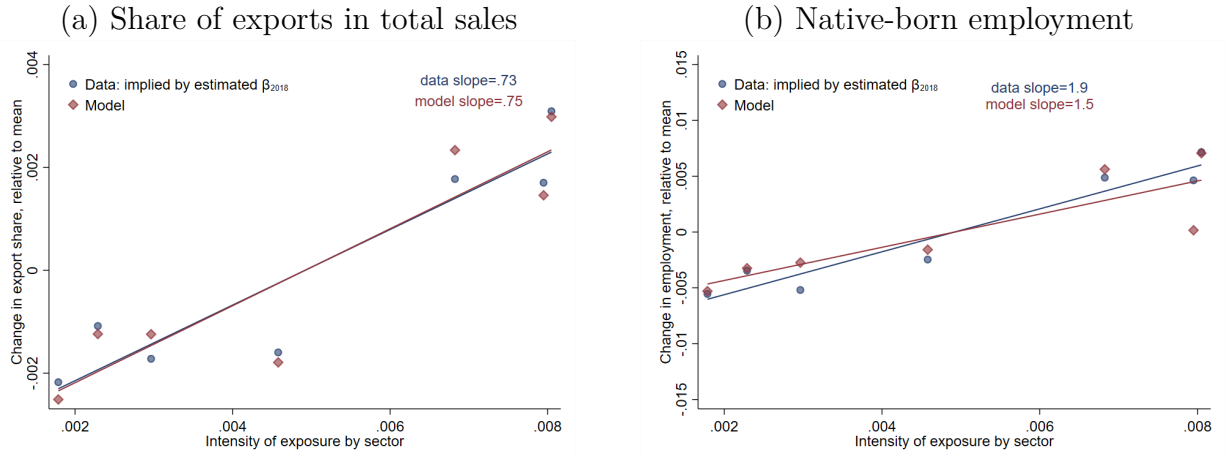 (a) Share of exports in total sales
Change in export share, relative to mean
.004
.002
0
-.002
Data: implied by estimated β2018
Model
data slope=.73
model slope=.75
.002
.004
.006
.008
Intensity of exposure by sector
(b) Native-born employment
Change in employment, relative to mean
.015
.01
.005
0
-.005
-.01
-.015
Data: implied by estimated β2018
Model
data slope=1.9
model slope=1.5
.002
.004
.006
.008
Intensity of exposure by sector